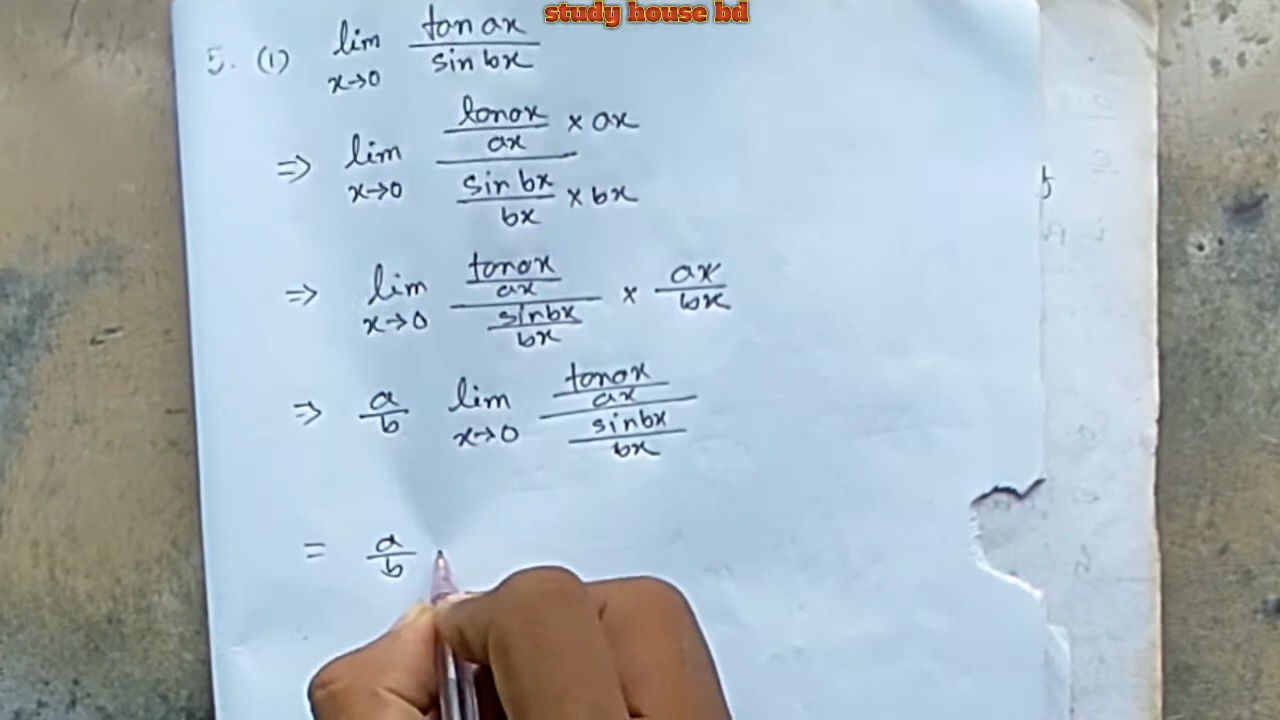 study house bd
5. (1) lim x→0 tan ax / sin bx
⇒ lim x→0 (tan ax / ax × ax) / (sin bx / bx × bx)
⇒ lim x→0 (tan ax / ax) / (sin bx / bx) × ax / bx
⇒ a/b lim x→0 (tan ax / ax) / (sin bx / bx)
= a/b